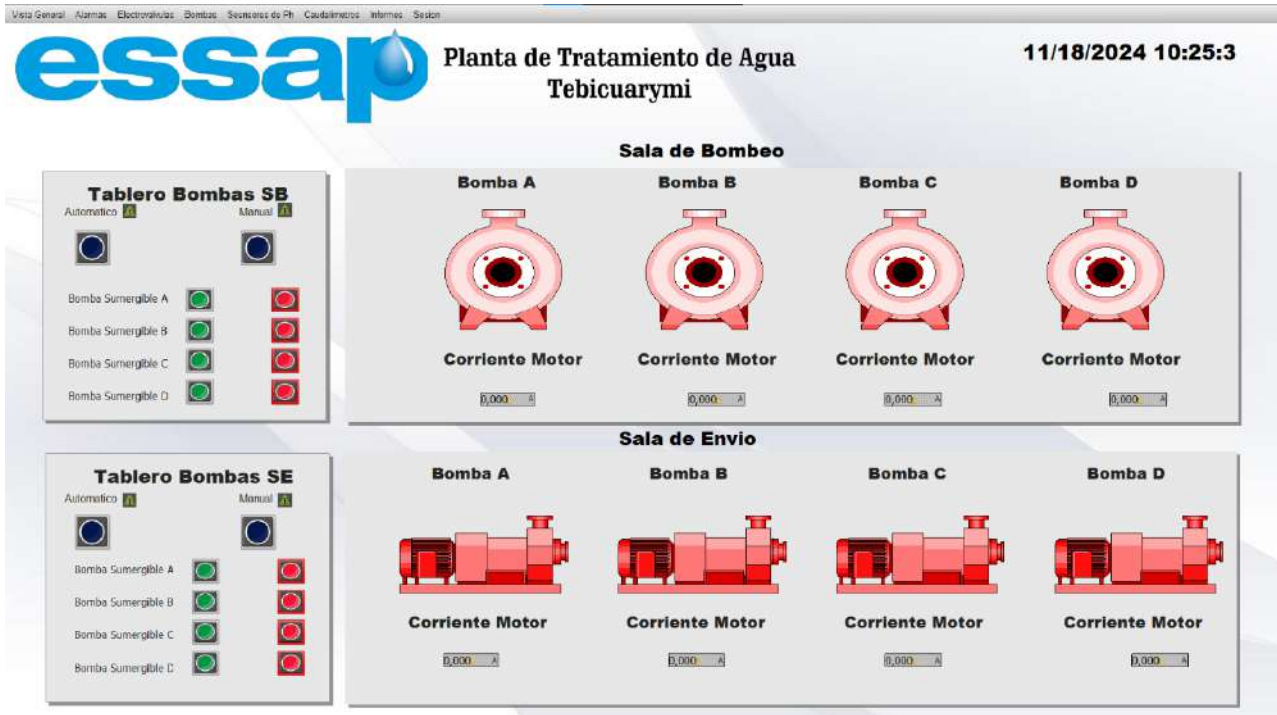 Vista General Alarmas Electrovalvulas Bombas Sesnsores de Ph Caudalimetros Informes Sesion
essap
Planta de Tratamiento de Agua
Tebicuarymi
11/18/2024 10:25:3
Sala de Bombeo
Tablero Bombas SB
Automatico Manual
Bomba Sumergible A
Bomba Sumergible B
Bomba Sumergible C
Bomba Sumergible D
Bomba A Bomba B Bomba C Bomba D
Corriente Motor Corriente Motor Corriente Motor Corriente Motor
0,000 A 0,000 A 0,000 A 0,000 A
Sala de Envio
Tablero Bombas SE
Automatico Manual
Bomba Sumergible A
Bomba Sumergible B
Bomba Sumergible C
Bomba Sumergible D
Bomba A Bomba B Bomba C Bomba D
Corriente Motor Corriente Motor Corriente Motor Corriente Motor
0,000 A 0,000 A 0,000 A 0,000 A